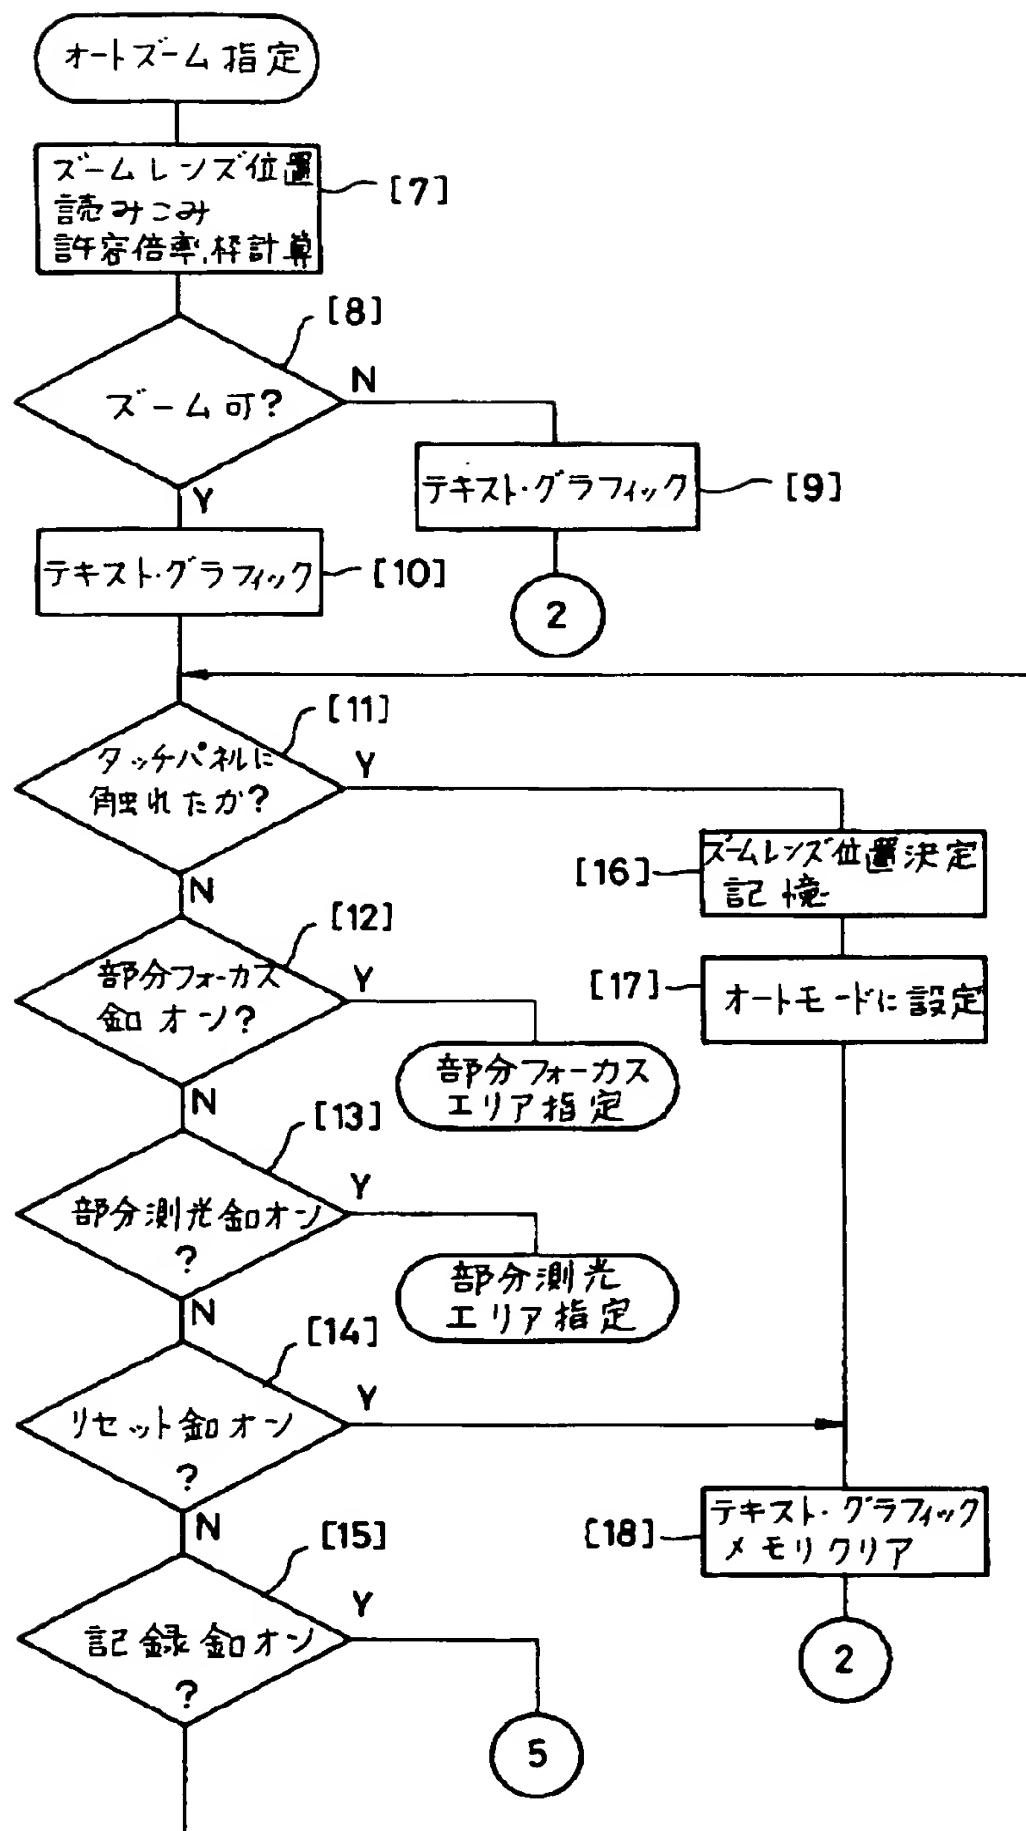 オートズーム指定
ズームレンズ位置
読みこみ
許容倍率,枠計算
[7]
[8]
ズーム可?
N
Y
テキスト・グラフィック
[9]
2
テキスト・グラフィック
[10]
[11]
タッチパネルに
触れたか?
Y
N
ズームレンズ位置決定
記憶
[16]
[12]
部分フォーカス
釦オン?
Y
N
オートモードに設定
[17]
部分フォーカス
エリア指定
[13]
部分測光釦オン
?
Y
N
部分測光
エリア指定
[14]
リセット釦オン
?
Y
N
テキスト・グラフィック
メモリクリア
[18]
2
[15]
記録釦オン
?
Y
5